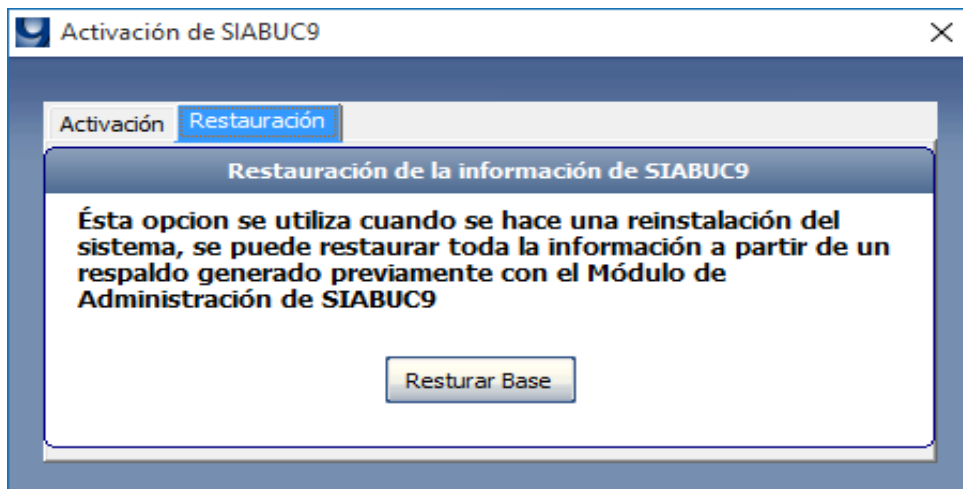 Activación de SIABUC9
Activación Restauración
Restauración de la información de SIABUC9
Ésta opcion se utiliza cuando se hace una reinstalación del
sistema, se puede restaurar toda la información a partir de un
respaldo generado previamente con el Módulo de
Administración de SIABUC9
Resturar Base